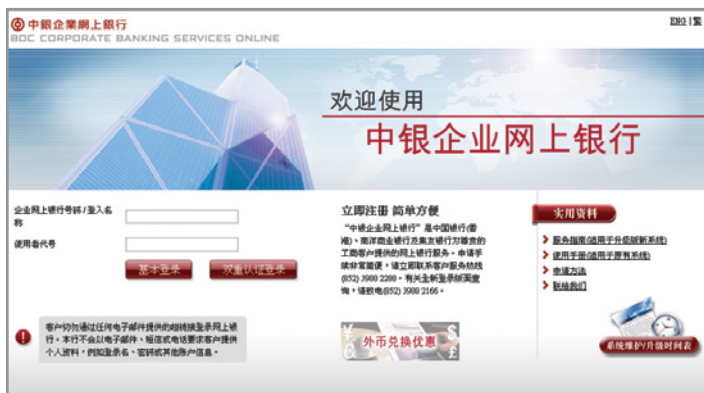 中銀企業網上銀行
BOC CORPORATE BANKING SERVICES ONLINE
ENG | 繁
欢迎使用
中银企业网上银行
企业网上银行号码 / 登入名
称
使用者代号
基本登录
双重认证登录
客户切勿通过任何电子邮件提供的超链接登录网上银
行。本行不会以电子邮件、短信或电话要求客户提供
个人资料，例如登录名、密码或其他账户信息。
立即注册 简单方便
“中银企业网上银行”是中国银行(香
港)、南洋商业银行及集友银行为尊贵的
工商客户提供的网上银行服务。申请手
续非常简便，请立即联系客户服务热线
(852) 3988 2288。有关全新登录版面查
询，请致电(852) 3988 2166。
¥ $ € £
外币兑换优惠
实用资料
服务指南(适用于升级版新系统)
使用手册(适用于原有系统)
申请方法
联络我们
系统维护/升级时间表